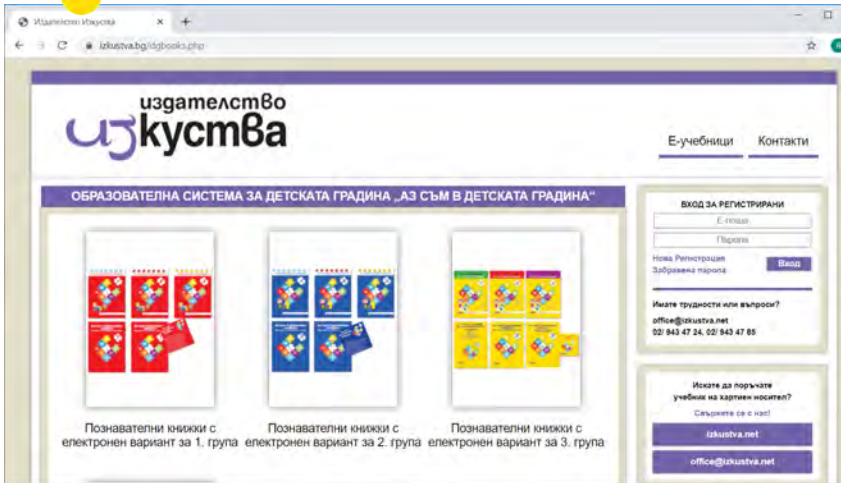 Издателство Изкуства
izkustva.bg/dgbooks.php
издателство
изкуства
Е-учебници Контакти
ОБРАЗОВАТЕЛНА СИСТЕМА ЗА ДЕТСКАТА ГРАДИНА „АЗ СЪМ В ДЕТСКАТА ГРАДИНА“
Познавателни книжки с
електронен вариант за 1. група
Познавателни книжки с
електронен вариант за 2. група
Познавателни книжки с
електронен вариант за 3. група
ВХОД ЗА РЕГИСТРИРАНИ
Е-поща
Парола
Нова Регистрация
Забравена парола
Вход
Имате трудности или въпроси?
office@izkustva.net
02/ 943 47 24, 02/ 943 47 85
Искате да поръчате
учебник на хартиен носител?
Свържете се с нас!
izkustva.net
office@izkustva.net